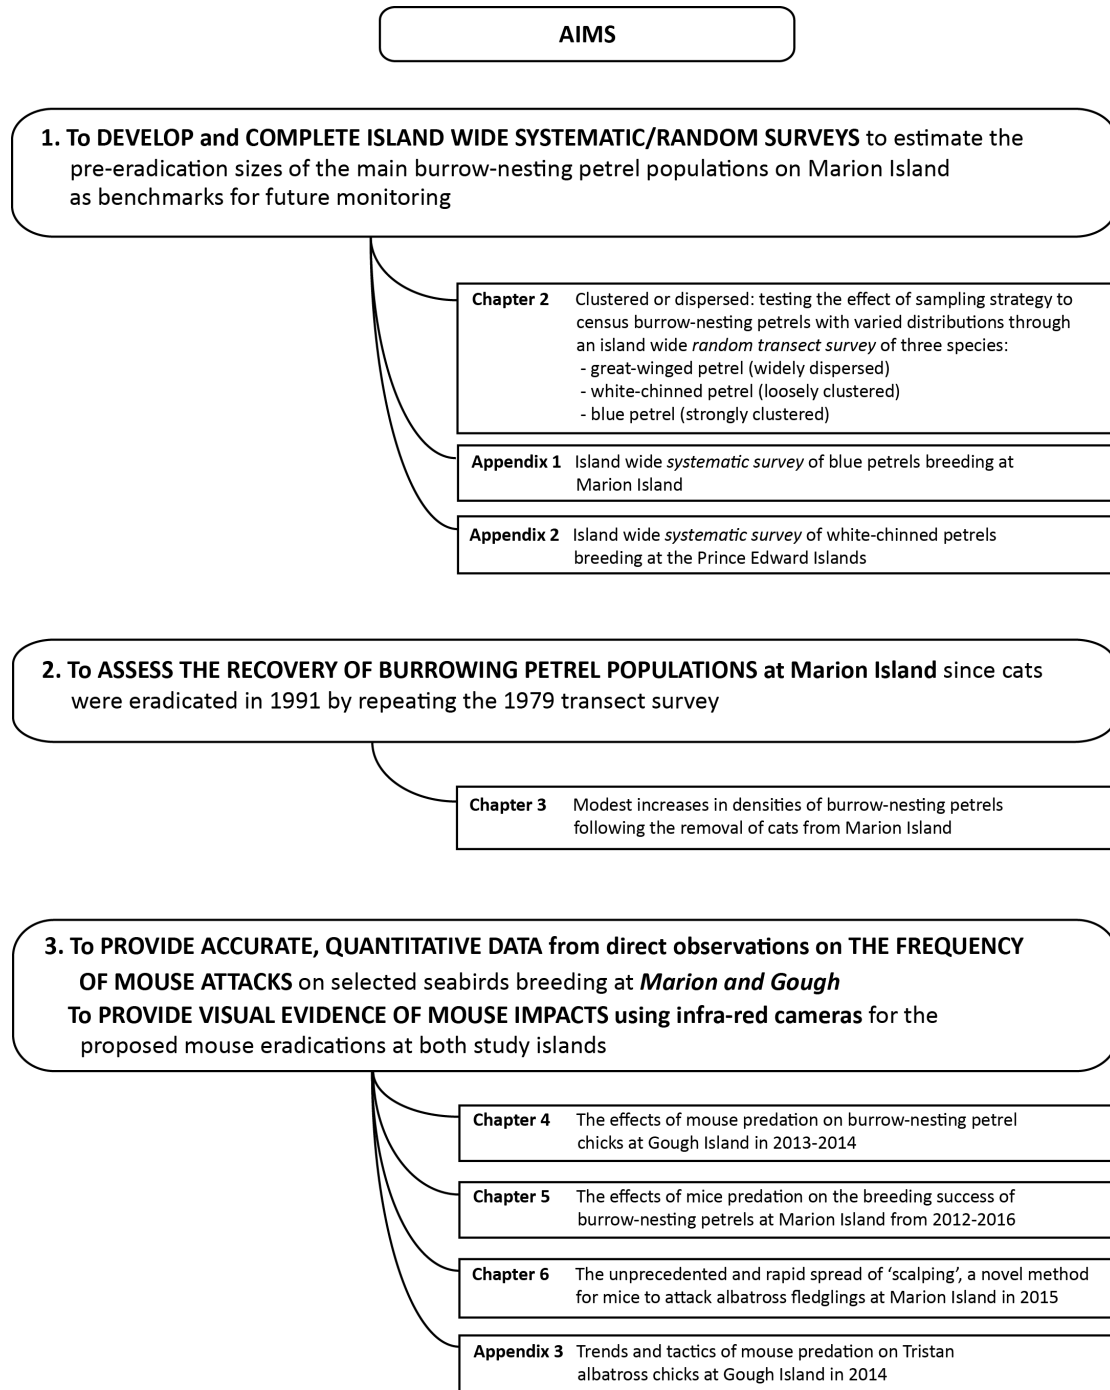 AIMS
1. To DEVELOP and COMPLETE ISLAND WIDE SYSTEMATIC/RANDOM SURVEYS to estimate the
pre-eradication sizes of the main burrow-nesting petrel populations on Marion Island
as benchmarks for future monitoring
Chapter 2 Clustered or dispersed: testing the effect of sampling strategy to
census burrow-nesting petrels with varied distributions through
an island wide random transect survey of three species:
- great-winged petrel (widely dispersed)
- white-chinned petrel (loosely clustered)
- blue petrel (strongly clustered)
Appendix 1 Island wide systematic survey of blue petrels breeding at
Marion Island
Appendix 2 Island wide systematic survey of white-chinned petrels
breeding at the Prince Edward Islands
2. To ASSESS THE RECOVERY OF BURROWING PETREL POPULATIONS at Marion Island since cats
were eradicated in 1991 by repeating the 1979 transect survey
Chapter 3 Modest increases in densities of burrow-nesting petrels
following the removal of cats from Marion Island
3. To PROVIDE ACCURATE, QUANTITATIVE DATA from direct observations on THE FREQUENCY
OF MOUSE ATTACKS on selected seabirds breeding at Marion and Gough
To PROVIDE VISUAL EVIDENCE OF MOUSE IMPACTS using infra-red cameras for the
proposed mouse eradications at both study islands
Chapter 4 The effects of mouse predation on burrow-nesting petrel
chicks at Gough Island in 2013-2014
Chapter 5 The effects of mice predation on the breeding success of
burrow-nesting petrels at Marion Island from 2012-2016
Chapter 6 The unprecedented and rapid spread of ‘scalping’, a novel method
for mice to attack albatross fledglings at Marion Island in 2015
Appendix 3 Trends and tactics of mouse predation on Tristan
albatross chicks at Gough Island in 2014